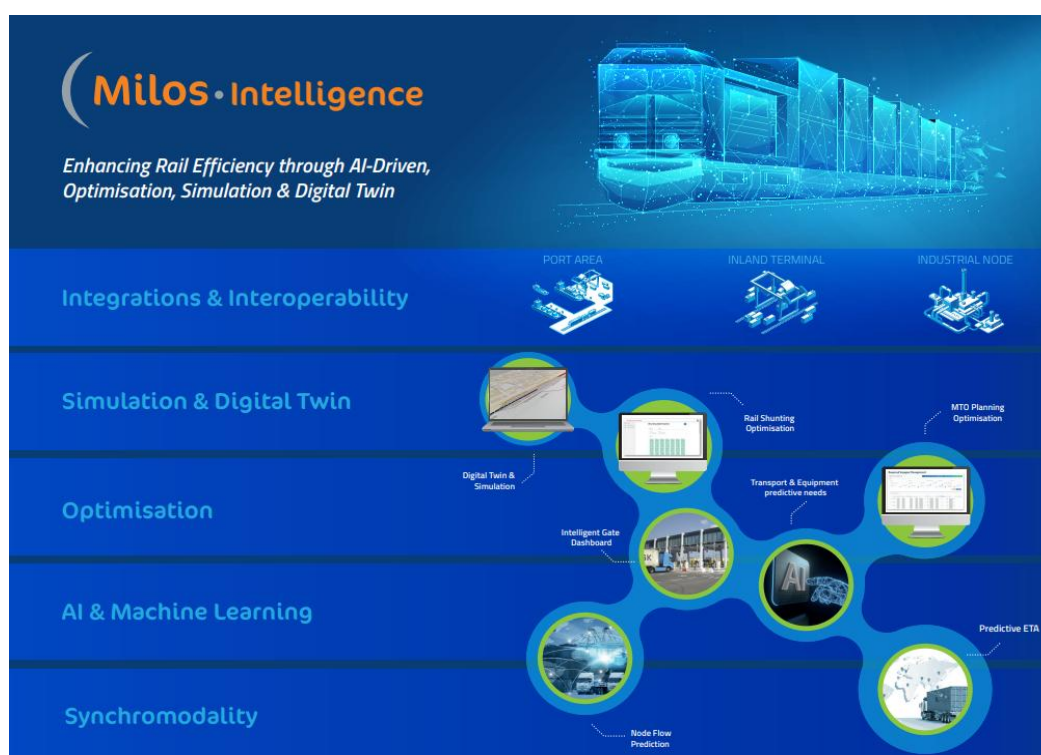 Milos • Intelligence
Enhancing Rail Efficiency through AI-Driven,
Optimisation, Simulation & Digital Twin
PORT AREA
INLAND TERMINAL
INDUSTRIAL NODE
Integrations & Interoperability
Simulation & Digital Twin
Rail Shunting
Optimisation
MTO Planning
Optimisation
Digital Twin &
Simulation
Transport & Equipment
predictive needs
Optimisation
Intelligent Gate
Dashboard
AI
AI & Machine Learning
Predictive ETA
Synchromodality
Node Flow
Prediction